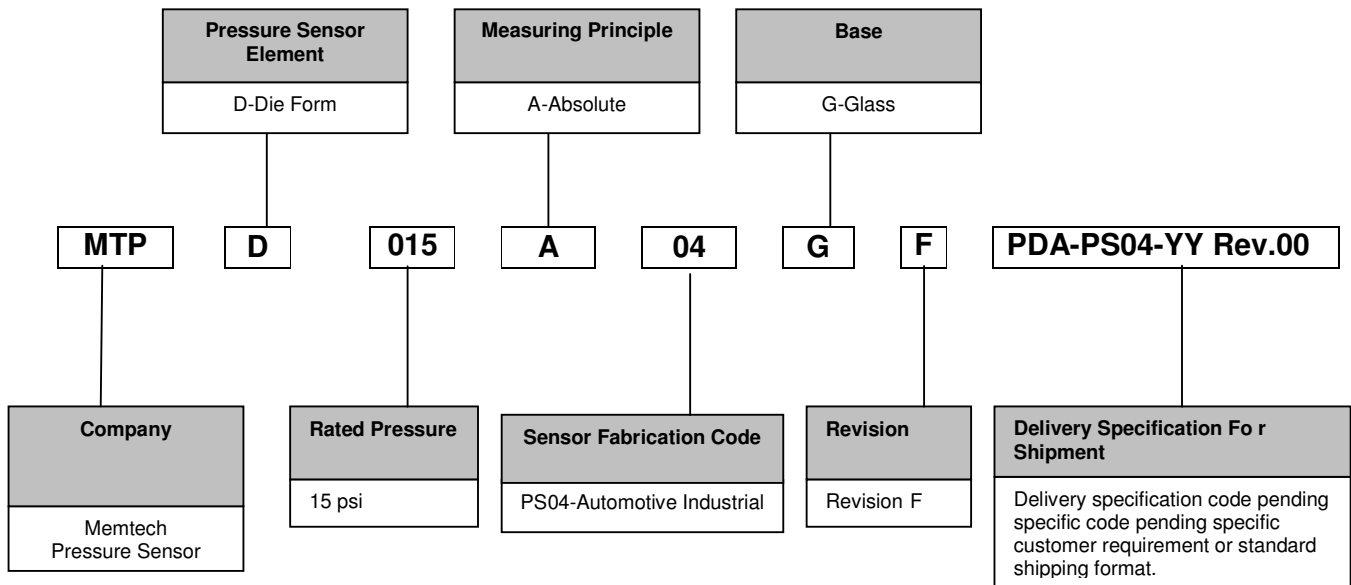 Pressure Sensor
Element
D-Die Form
Measuring Principle
A-Absolute
Base
G-Glass
MTP
D
015
A
04
G
F
PDA-PS04-YY Rev.00
Company
Memtech
Pressure Sensor
Rated Pressure
15 psi
Sensor Fabrication Code
PS04-Automotive Industrial
Revision
Revision F
Delivery Specification Fo r
Shipment
Delivery specification code pending
specific code pending specific
customer requirement or standard
shipping format.